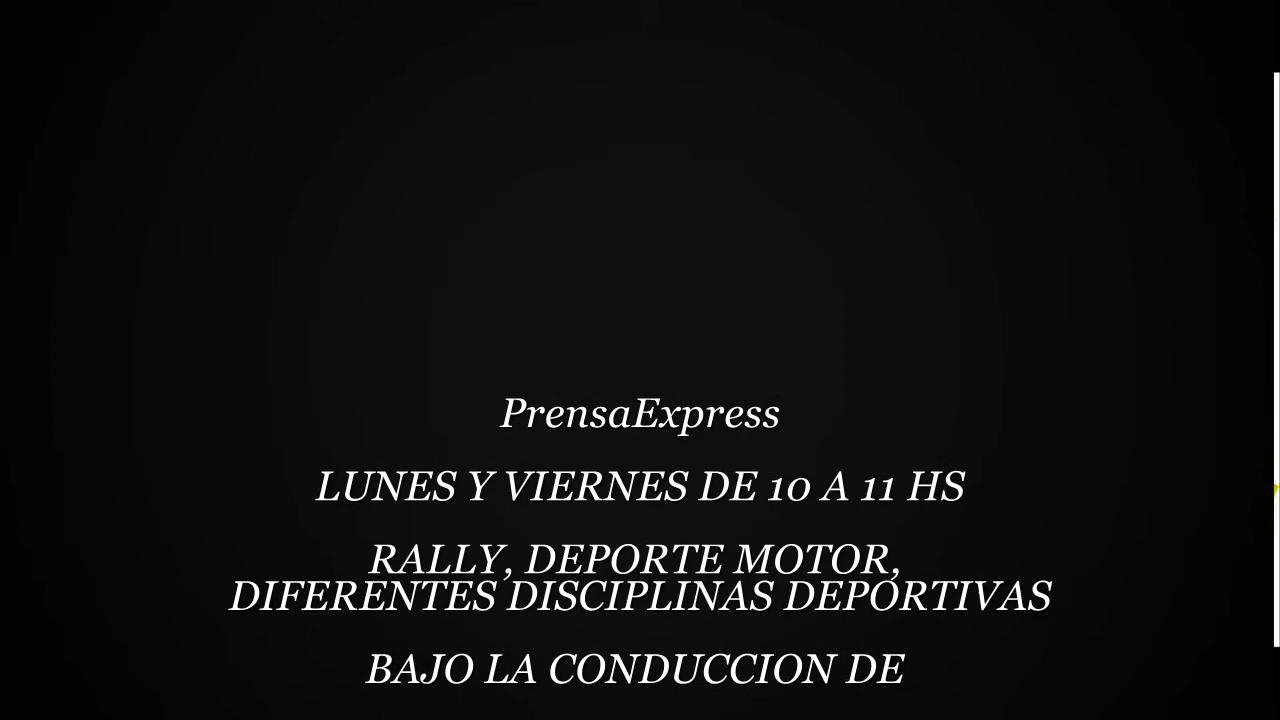 PrensaExpress
LUNES Y VIERNES DE 10 A 11 HS
RALLY, DEPORTE MOTOR,
DIFERENTES DISCIPLINAS DEPORTIVAS
BAJO LA CONDUCCION DE